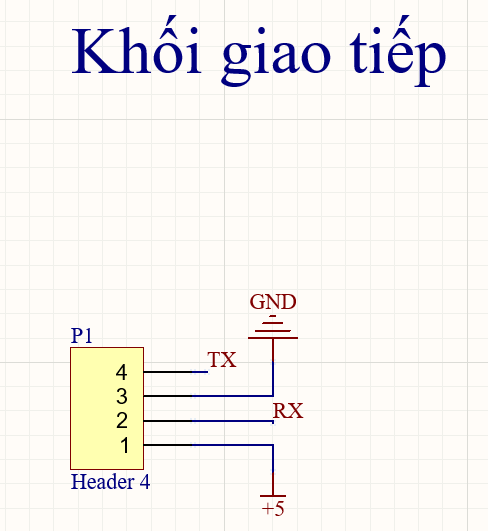 Khối giao tiếp
GND
P1
TX
4
3
RX
2
1
Header 4
+5